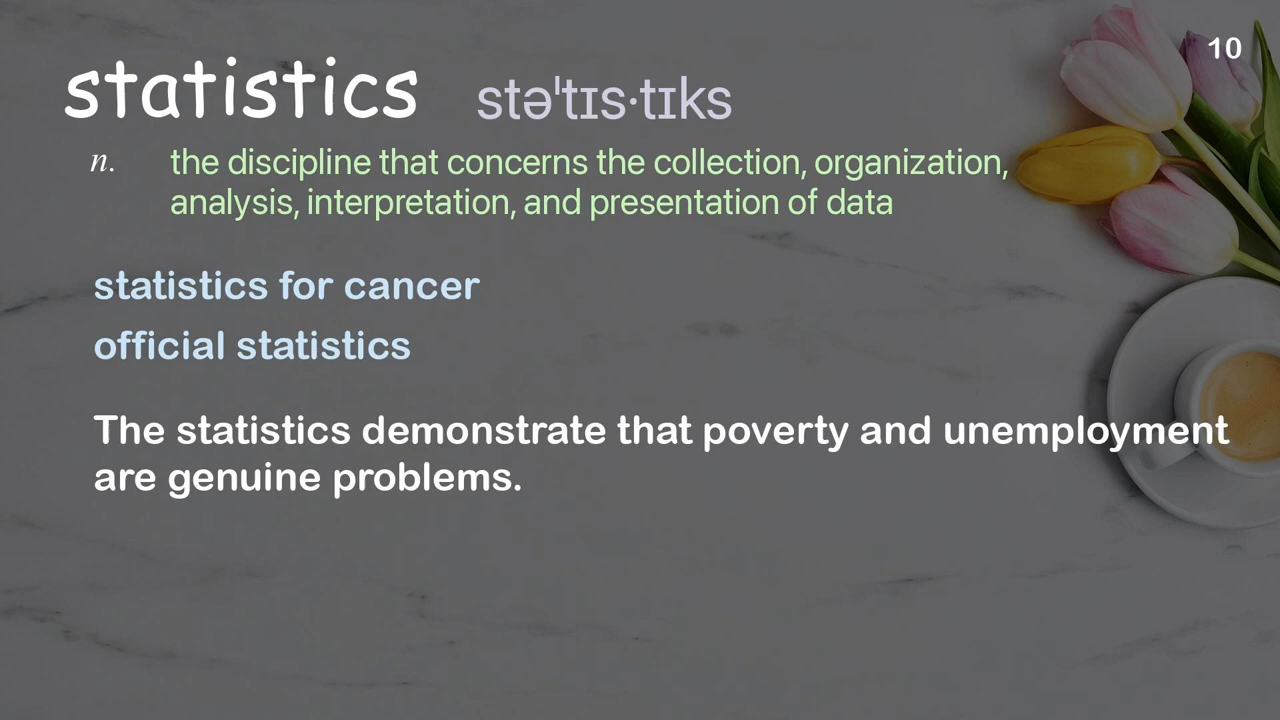 10
statistics stəˈtɪs·tɪks
n. the discipline that concerns the collection, organization,
analysis, interpretation, and presentation of data
statistics for cancer
official statistics
The statistics demonstrate that poverty and unemployment
are genuine problems.